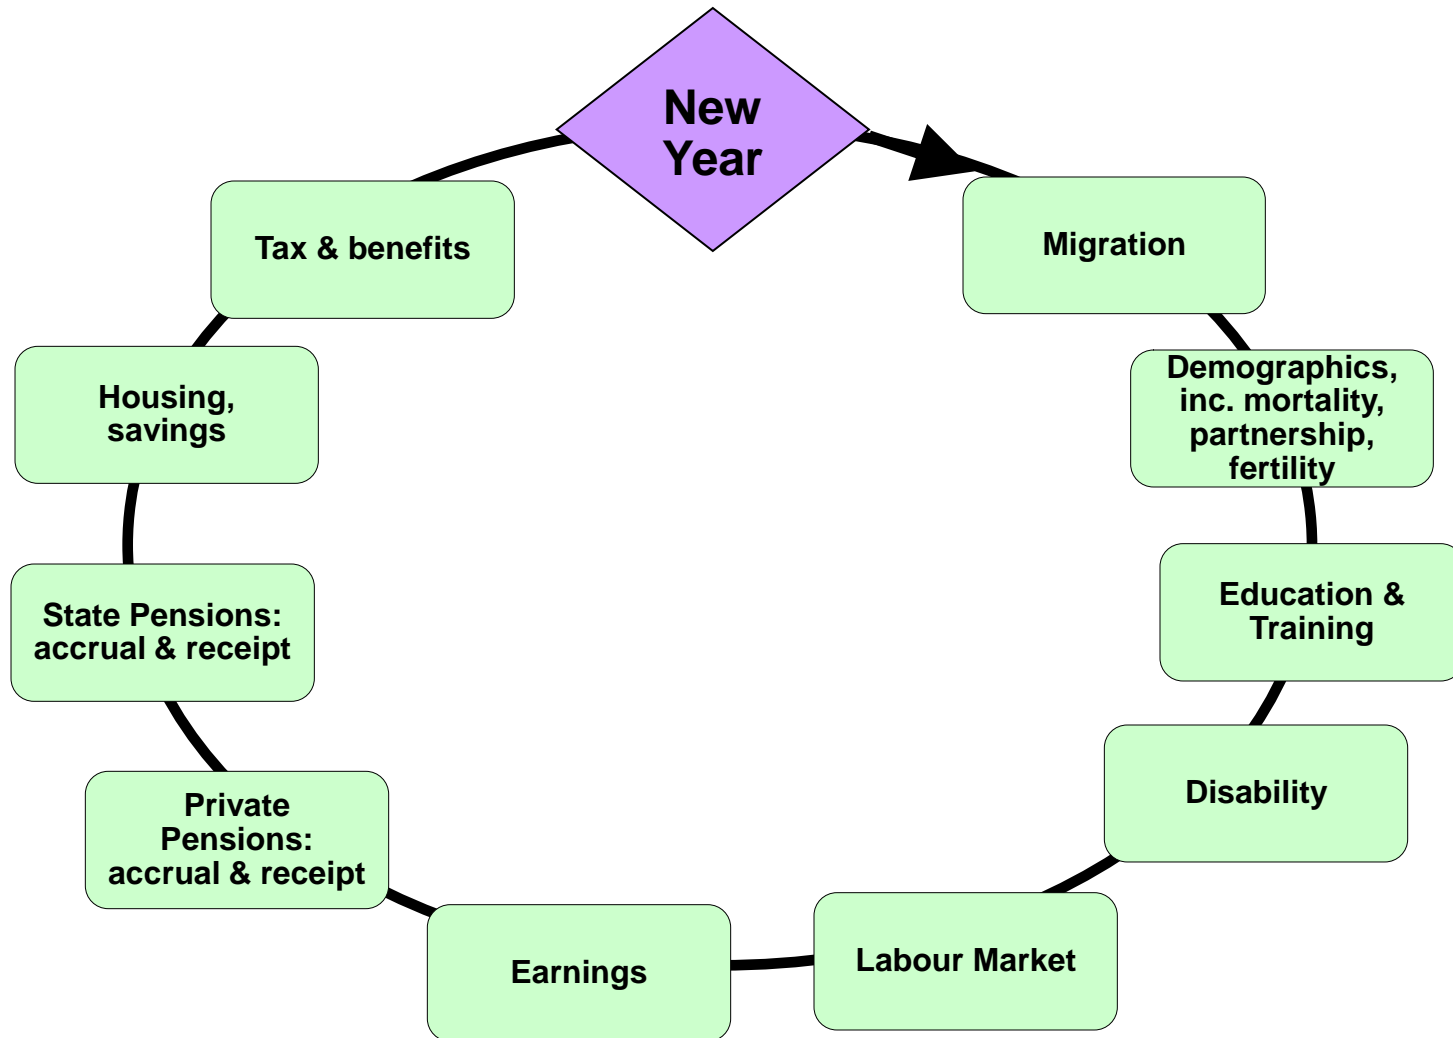 New
Year
Migration
Demographics,
inc. mortality,
partnership,
fertility
Education &
Training
Disability
Labour Market
Earnings
Private
Pensions:
accrual & receipt
State Pensions:
accrual & receipt
Housing,
savings
Tax & benefits